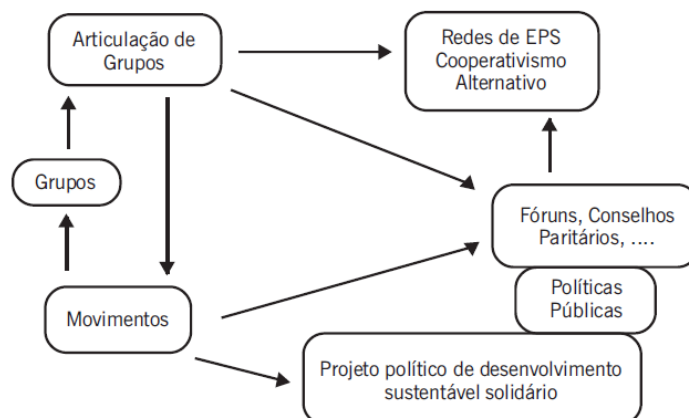 Articulação de
Grupos
Redes de EPS
Cooperativismo
Alternativo
Grupos
Fóruns, Conselhos
Paritários, ....
Movimentos
Políticas
Públicas
Projeto político de desenvolvimento
sustentável solidário